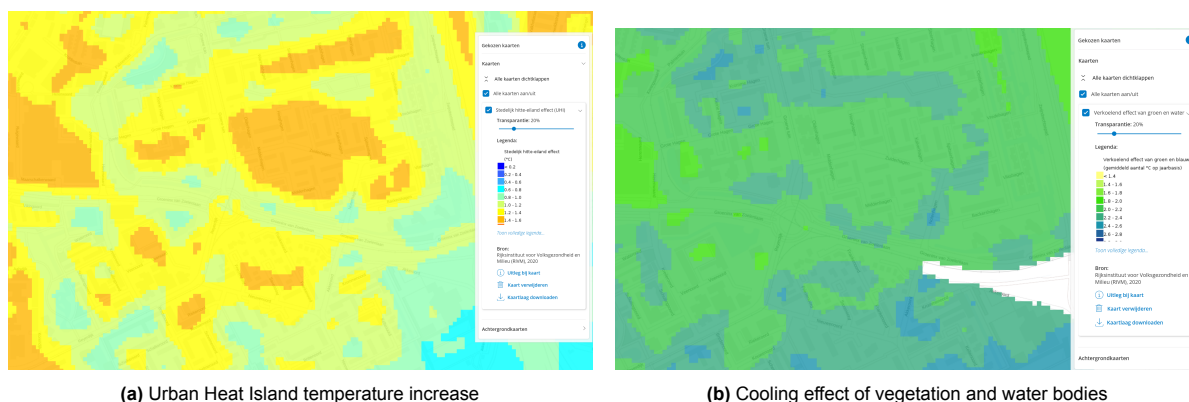 Gekozen kaarten
Kaarten
Alle kaarten dichtklappen
Alle kaarten aan/uit
Stedelijk hitte-eiland effect (UHI)
Transparantie: 20%
Legenda:
Stedelijk hitte-eiland effect
(°C)
< 0.2
0.2 - 0.4
0.4 - 0.6
0.6 - 0.8
0.8 - 1.0
1.0 - 1.2
1.2 - 1.4
1.4 - 1.6
Toon volledige legenda...
Bron:
Rijksinstituut voor Volksgezondheid en
Milieu (RIVM), 2020
Uitleg bij kaart
Kaart verwijderen
Kaartlaag downloaden
Achtergrondkaarten
(a) Urban Heat Island temperature increase
Gekozen kaarten
Kaarten
Alle kaarten dichtklappen
Alle kaarten aan/uit
Verkoelend effect van groen en water
Transparantie: 20%
Legenda:
Verkoelend effect van groen en blauw
(gemiddeld aantal °C op jaarbasis)
< 1.4
1.4 - 1.6
1.6 - 1.8
1.8 - 2.0
2.0 - 2.2
2.2 - 2.4
2.4 - 2.6
2.6 - 2.8
Toon volledige legenda...
Bron:
Rijksinstituut voor Volksgezondheid en
Milieu (RIVM), 2020
Uitleg bij kaart
Kaart verwijderen
Kaartlaag downloaden
Achtergrondkaarten
(b) Cooling effect of vegetation and water bodies